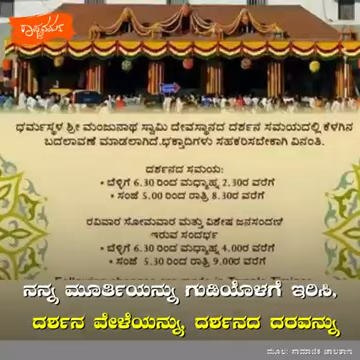 ಧರ್ಮಸ್ಥಳ ಶ್ರೀ ಮಂಜುನಾಥ ಸ್ವಾಮಿ ದೇವಸ್ಥಾನದ ದರ್ಶನ ಸಮಯದಲ್ಲಿ ಕೆಳಗಿನ
ಬದಲಾವಣೆ ಮಾಡಲಾಗಿದೆ.ಭಕ್ತಾದಿಗಳು ಸಹಕರಿಸಬೇಕಾಗಿ ವಿನಂತಿ.
ದರ್ಶನದ ಸಮಯ:
• ಬೆಳ್ಳಿಗೆ 6.30 ರಿಂದ ಮಧ್ಯಾಹ್ನ 2.30ರ ವರೆಗೆ
• ಸಂಜೆ 5.00 ರಿಂದ ರಾತ್ರಿ 8.30ರ ವರೆಗೆ
ರವಿವಾರ ಸೋಮವಾರ ಮತ್ತು ವಿಶೇಷ ಜನಸಂದಣಿ
ಇರುವ ಸಂದರ್ಭ
• ಬೆಳ್ಳಿಗೆ 6.30 ರಿಂದ ಮಧ್ಯಾಹ್ನ 4.00ರ ವರೆಗೆ
• ಸಂಜೆ 5.30 ರಿಂದ ರಾತ್ರಿ 9.00ರ ವರೆಗೆ
ನನ್ನ ಮೂರ್ತಿಯನ್ನು ಗುಡಿಯೊಳಗೆ ಇರಿಸಿ,
ದರ್ಶನ ವೇಳೆಯನ್ನು, ದರ್ಶನದ ದರವನ್ನು
ಮೂಲ: ಸಾಮಾಜಿಕ ಜಾಲತಾಣ